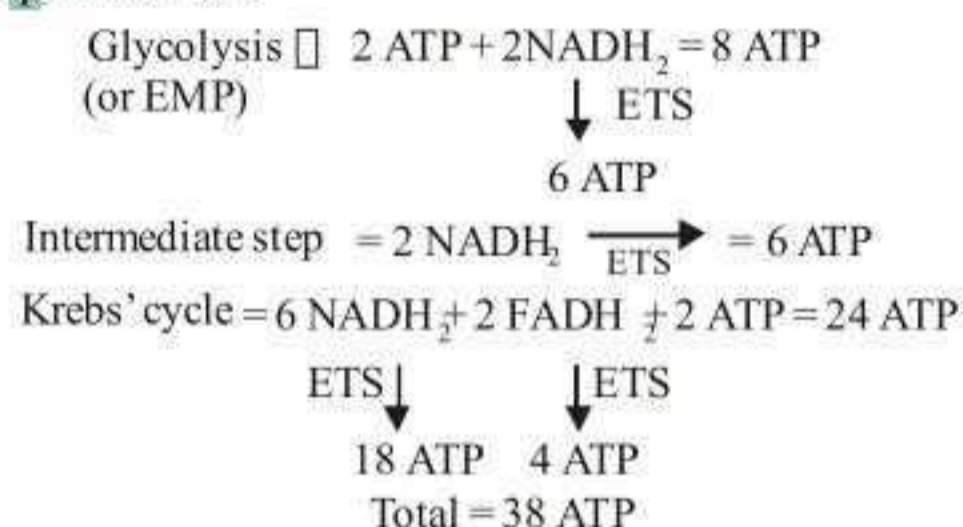 Glycolysis ▯ 2 ATP + 2NADH₂ = 8 ATP
(or EMP)
ETS
6 ATP
Intermediate step = 2 NADH₂ = 6 ATP
ETS
Krebs' cycle = 6 NADH₂ + 2 FADH₂ + 2 ATP = 24 ATP
ETS ETS
18 ATP 4 ATP
Total = 38 ATP